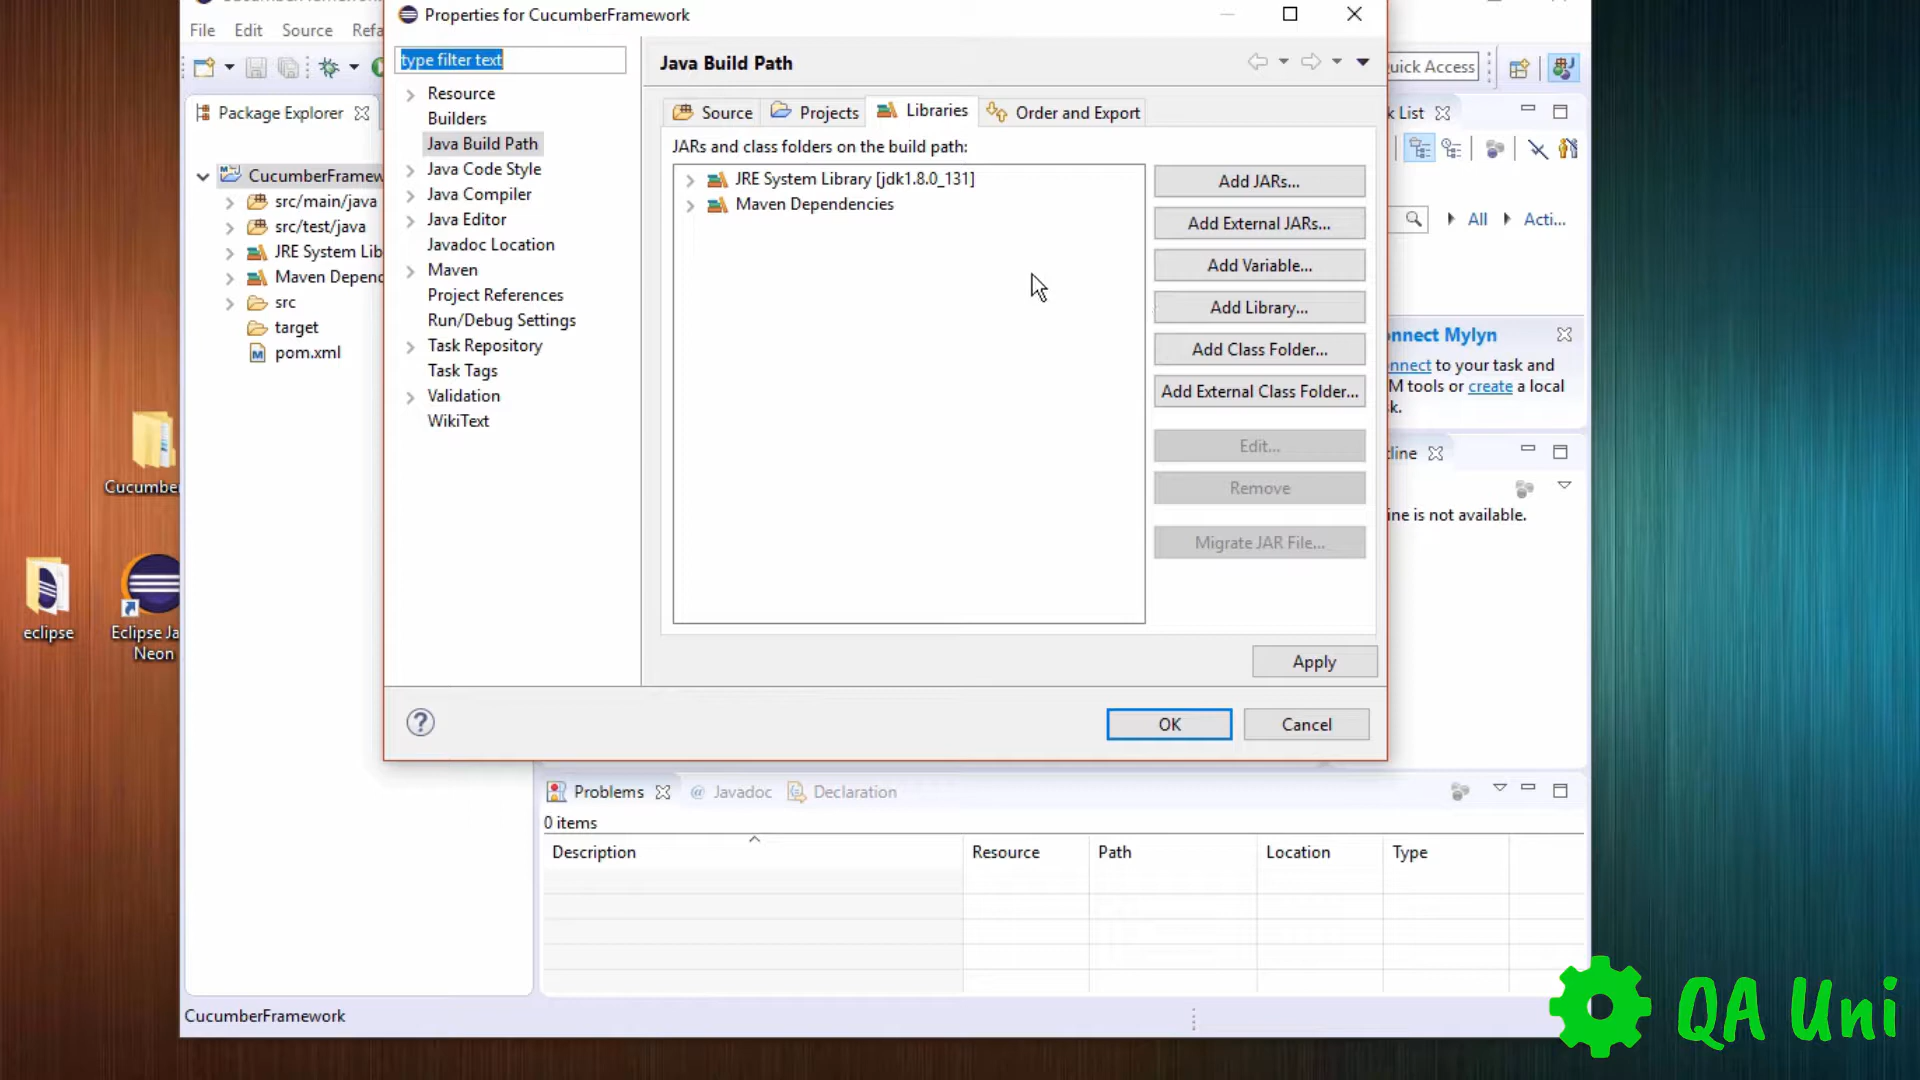 Properties for CucumberFramework
File Edit Source Refa
type filter text
Java Build Path
Quick Access
Package Explorer
Resource
Builders
Java Build Path
Java Code Style
Java Compiler
Java Editor
Javadoc Location
Maven
Project References
Run/Debug Settings
Task Repository
Task Tags
Validation
WikiText
Source Projects Libraries Order and Export
JARs and class folders on the build path:
JRE System Library [jdk1.8.0_131]
Maven Dependencies
Add JARs...
Add External JARs...
Add Variable...
Add Library...
Add Class Folder...
Add External Class Folder...
Edit...
Remove
Migrate JAR File...
Apply
OK Cancel
CucumberFramew
src/main/java
src/test/java
JRE System Lib
Maven Depend
src
target
pom.xml
k List
All Acti...
onnect Mylyn
nnect to your task and
M tools or create a local
k.
tline
ine is not available.
Cucumber
eclipse
Eclipse Ja
Neon
Problems @ Javadoc Declaration
0 items
Description Resource Path Location Type
CucumberFramework
QA Uni